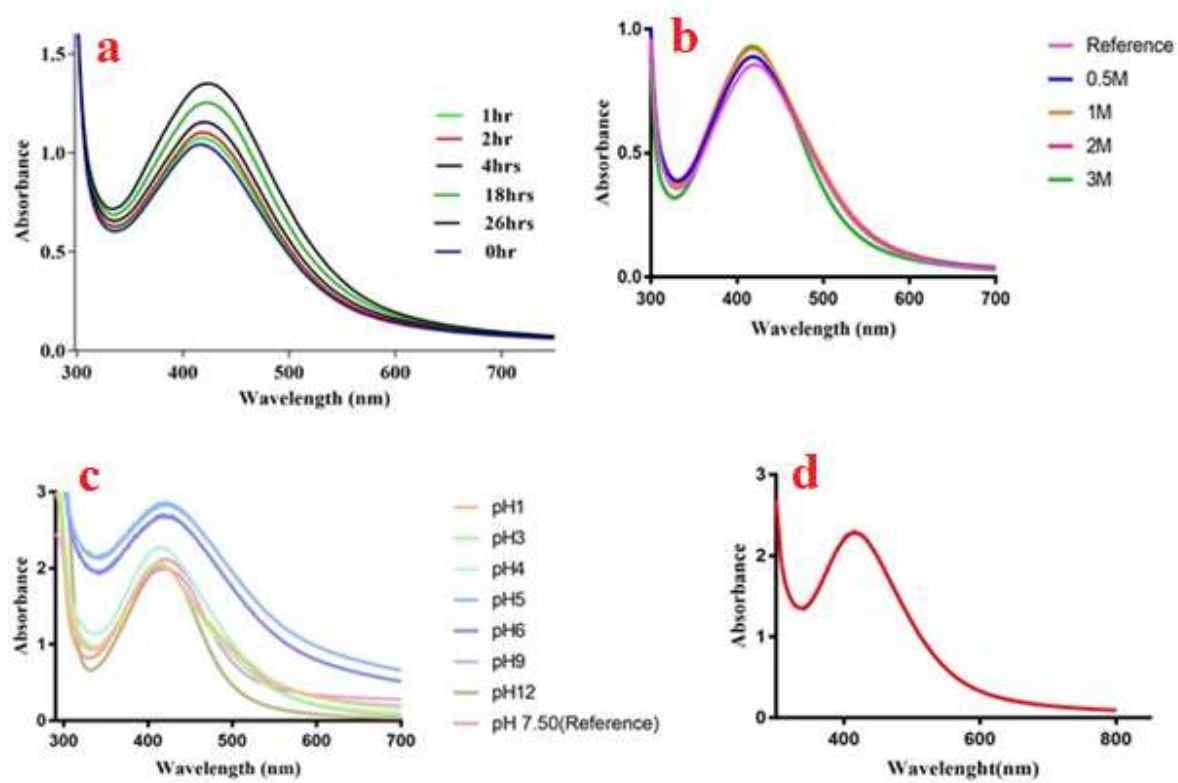 a
1.5
1.0
0.5
0.0
Absorbance
300 400 500 600 700
Wavelength (nm)
1hr
2hr
4hrs
18hrs
26hrs
0hr
b
1.0
0.5
0.0
Absorbance
300 400 500 600 700
Wavelength (nm)
Reference
0.5M
1M
2M
3M
c
3
2
1
0
Absorbance
300 400 500 600 700
Wavelength (nm)
pH1
pH3
pH4
pH5
pH6
pH9
pH12
pH 7.50(Reference)
d
3
2
1
0
Absorbance
400 600 800
Wavelenght(nm)